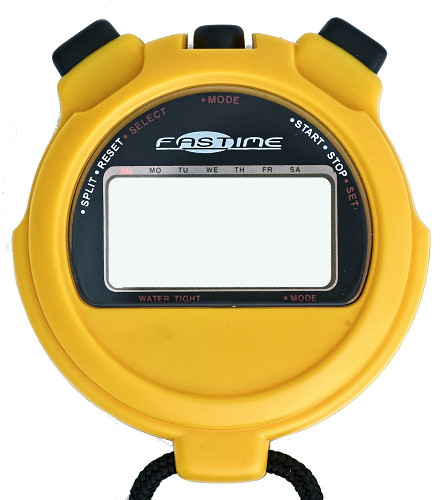 •MODE
•SPLIT •RESET •SELECT
•START •STOP •SET
FASTIME
SU MO TU WE TH FR SA
WATER TIGHT •MODE